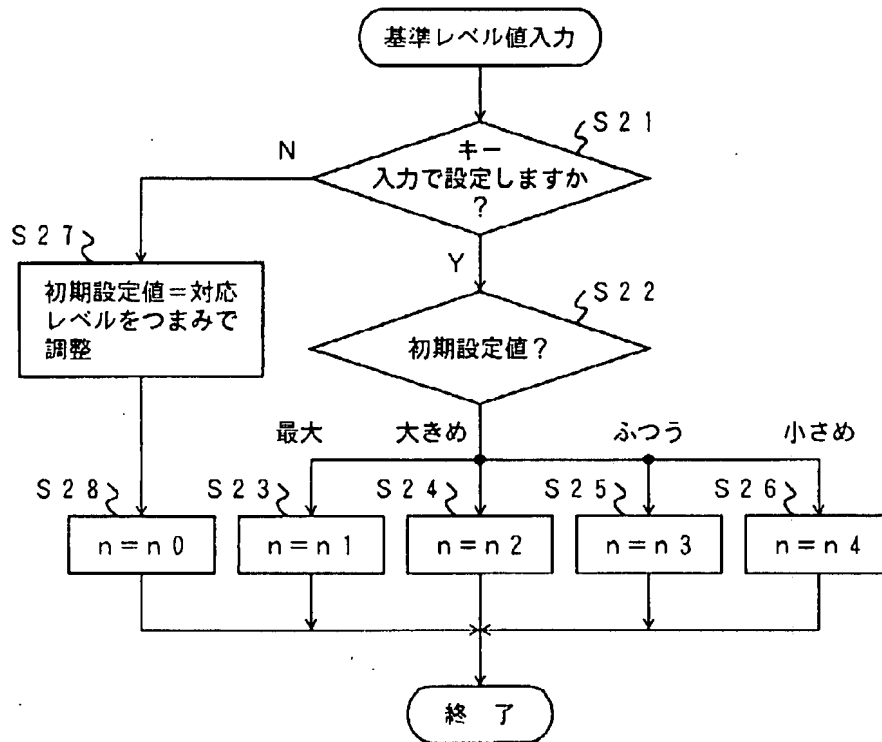 基準レベル値入力
S21
N
キー
入力で設定しますか
?
S27
Y
S22
初期設定値=対応
レベルをつまみで
調整
初期設定値?
最大 大きめ ふつう 小さめ
S28 S23 S24 S25 S26
n=n0 n=n1 n=n2 n=n3 n=n4
終 了